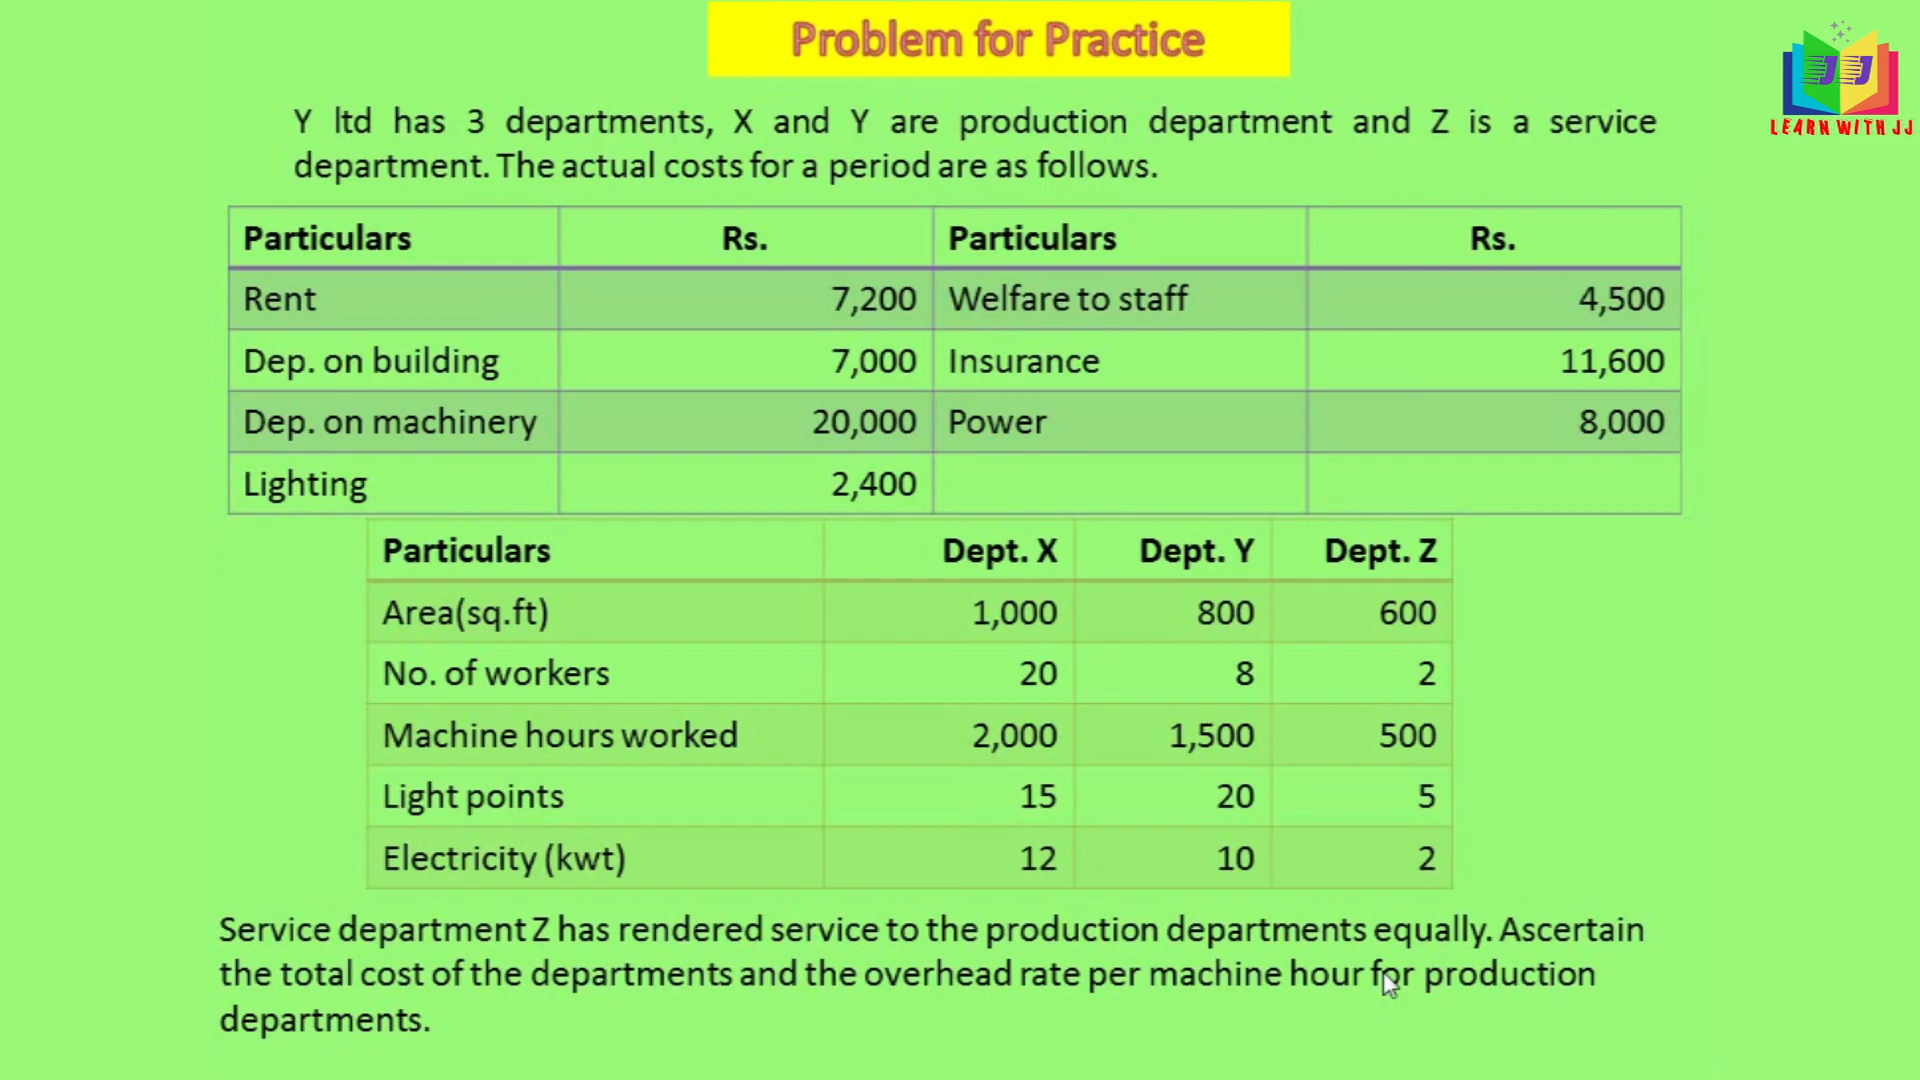 Problem for Practice
LEARN WITH JJ
Y ltd has 3 departments, X and Y are production department and Z is a service
department. The actual costs for a period are as follows.
Particulars Rs. Particulars Rs.
Rent 7,200 Welfare to staff 4,500
Dep. on building 7,000 Insurance 11,600
Dep. on machinery 20,000 Power 8,000
Lighting 2,400
Particulars Dept. X Dept. Y Dept. Z
Area(sq.ft) 1,000 800 600
No. of workers 20 8 2
Machine hours worked 2,000 1,500 500
Light points 15 20 5
Electricity (kwt) 12 10 2
Service department Z has rendered service to the production departments equally. Ascertain
the total cost of the departments and the overhead rate per machine hour for production
departments.